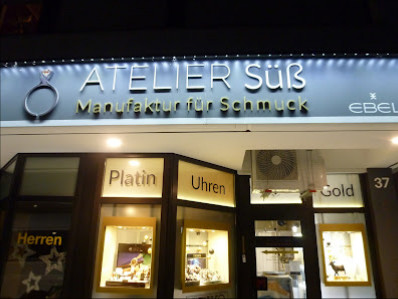 ATELIER Süß
Manufaktur für Schmuck
EBEL
Platin
Uhren
Gold
37
Herren